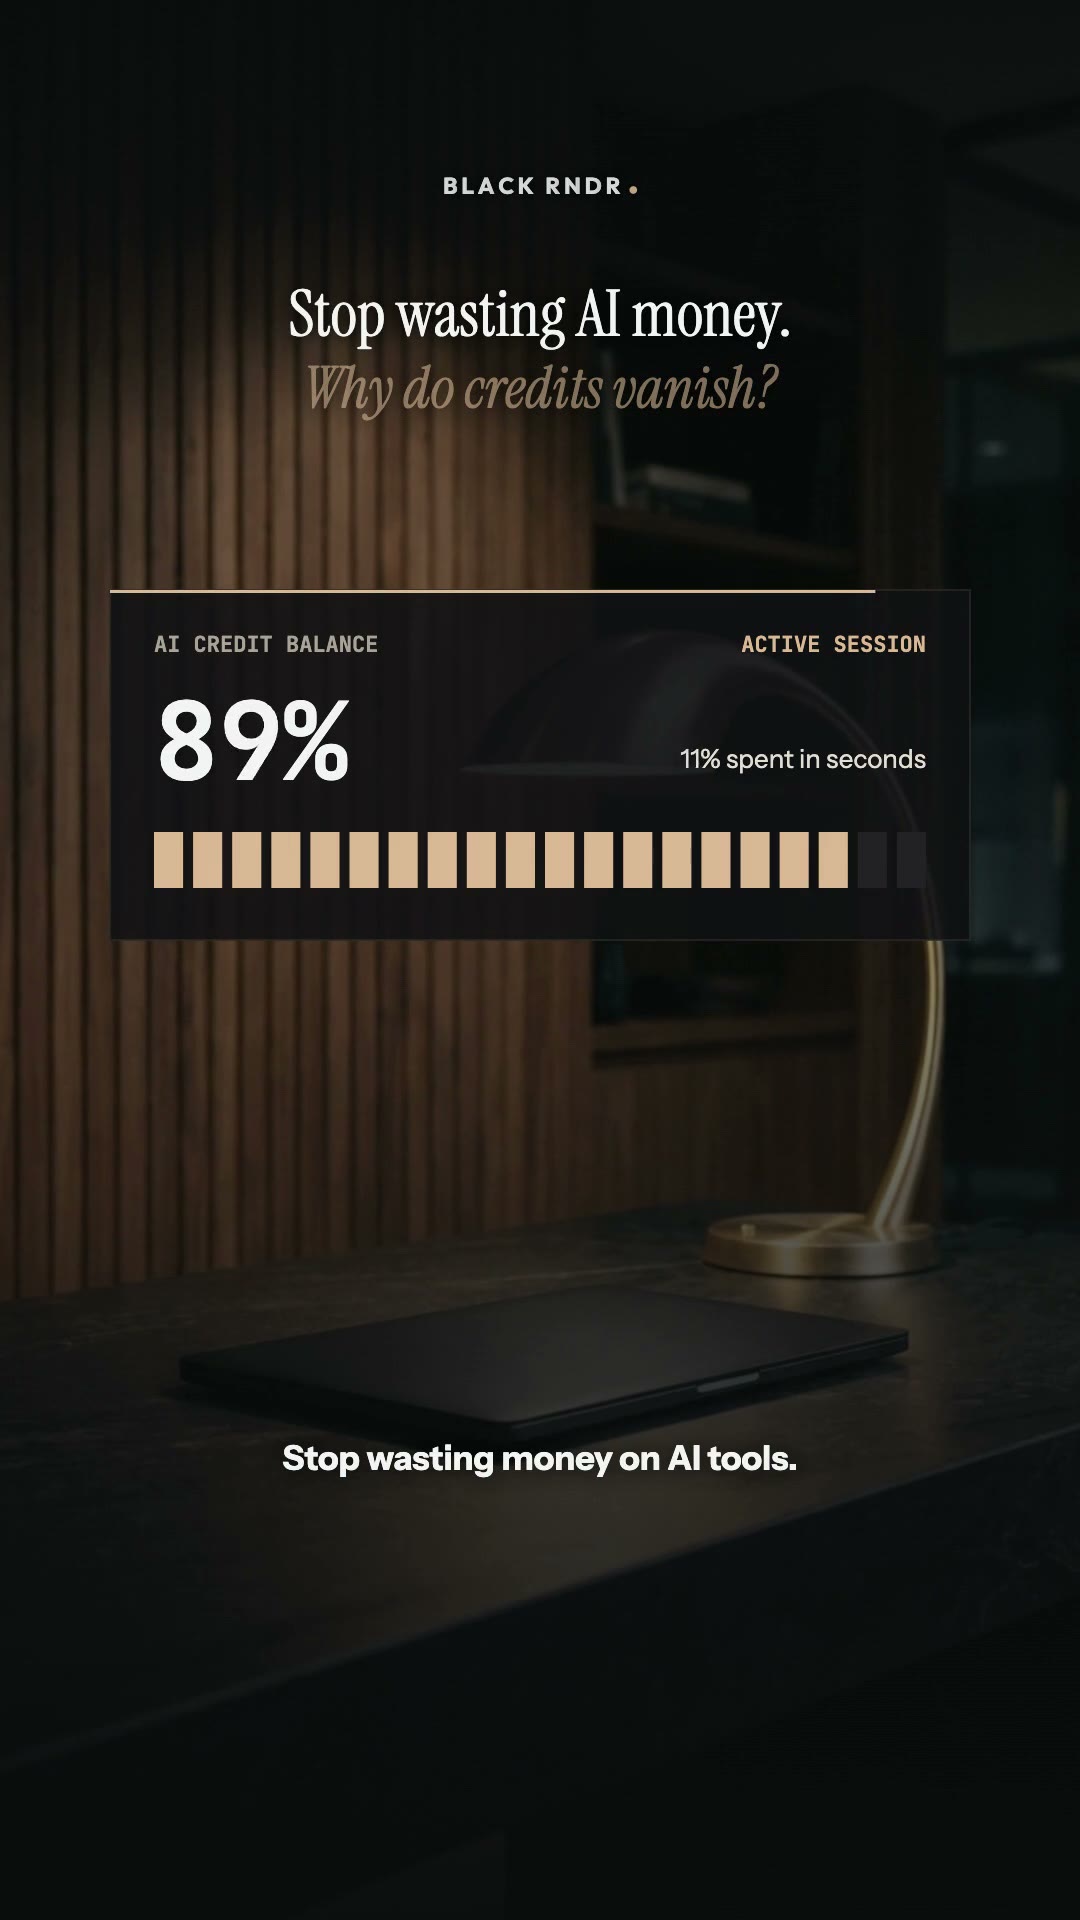 BLACK RNDR.
Stop wasting AI money.
Why do credits vanish?
AI CREDIT BALANCE
ACTIVE SESSION
89%
11% spent in seconds
Stop wasting money on AI tools.